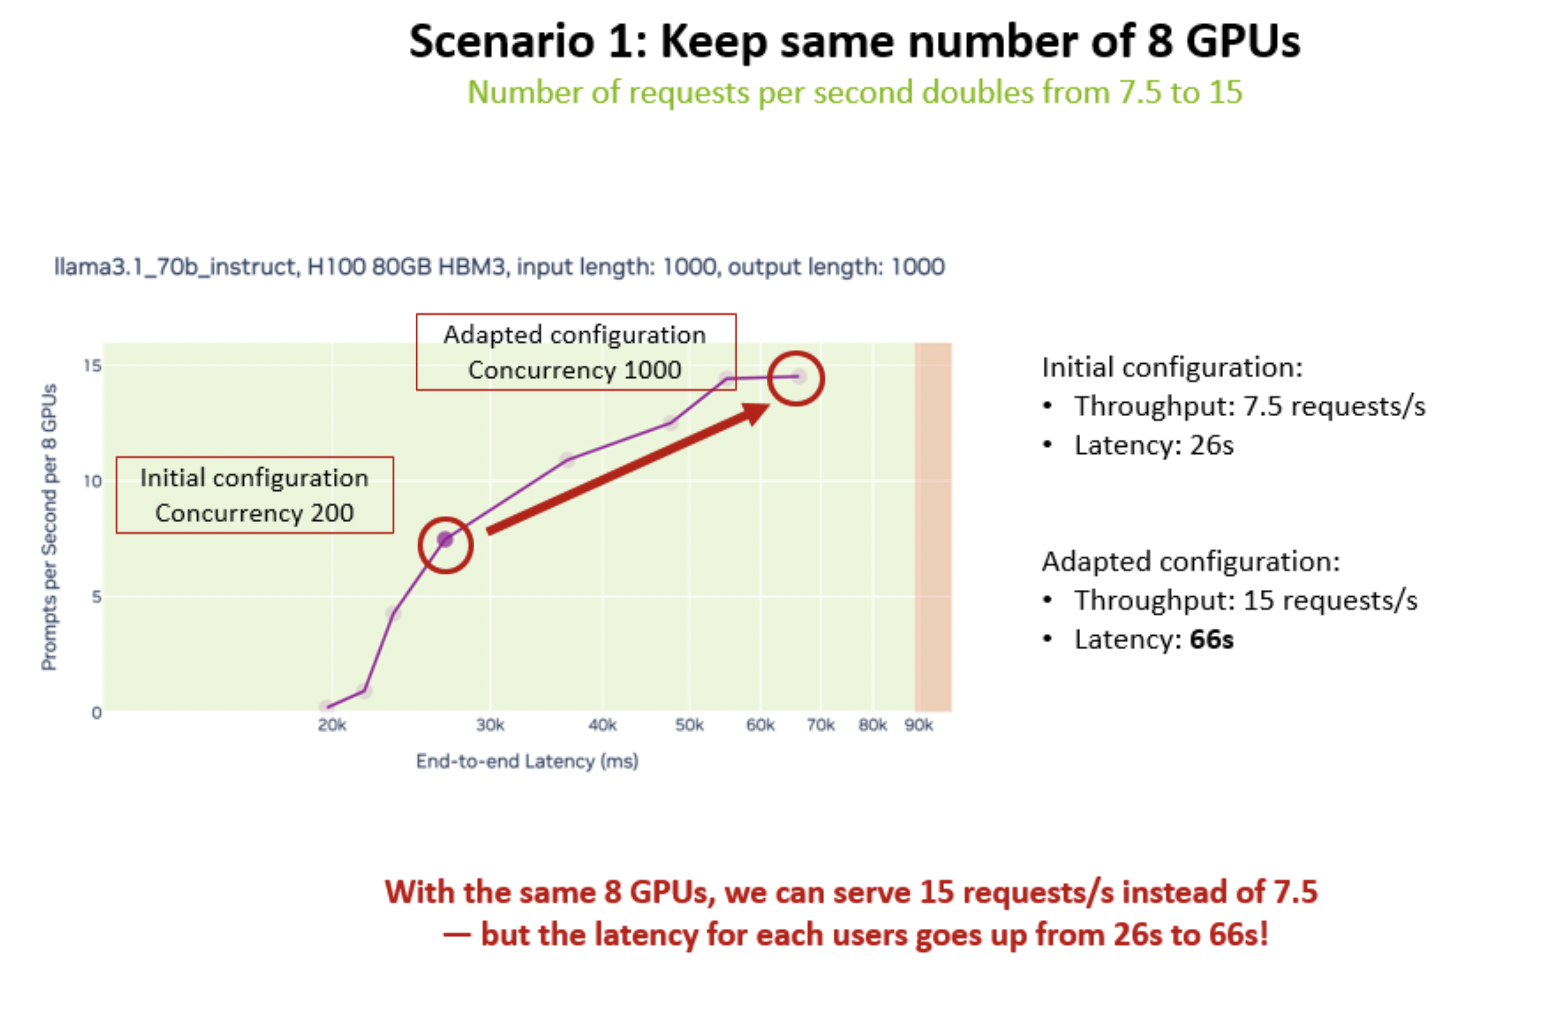 Scenario 1: Keep same number of 8 GPUs
Number of requests per second doubles from 7.5 to 15
llama3.1_70b_instruct, H100 80GB HBM3, input length: 1000, output length: 1000
Adapted configuration
Concurrency 1000
Initial configuration
Concurrency 200
Prompts per Second per 8 GPUs
15
10
5
0
20k
30k
40k
50k
60k
70k
80k
90k
End-to-end Latency (ms)
Initial configuration:
• Throughput: 7.5 requests/s
• Latency: 26s
Adapted configuration:
• Throughput: 15 requests/s
• Latency: 66s
With the same 8 GPUs, we can serve 15 requests/s instead of 7.5
— but the latency for each users goes up from 26s to 66s!